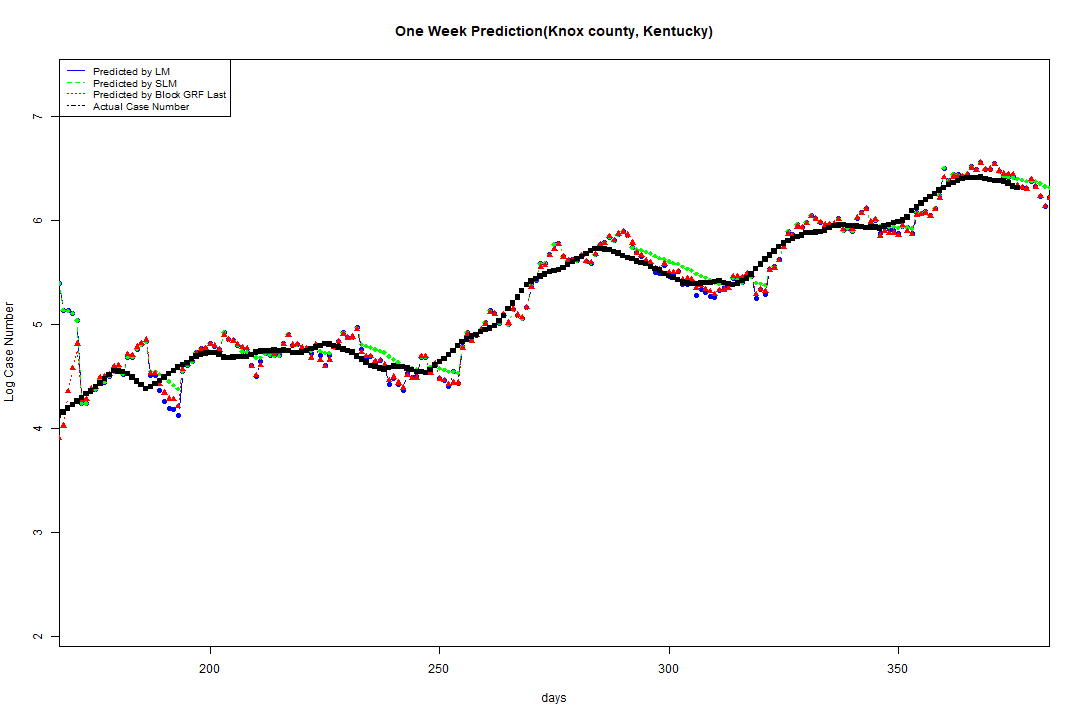 One Week Prediction(Knox county, Kentucky)
Predicted by LM
Predicted by SLM
Predicted by Block GRF Last
Actual Case Number
Log Case Number
7
6
5
4
3
2
200
250
300
350
days